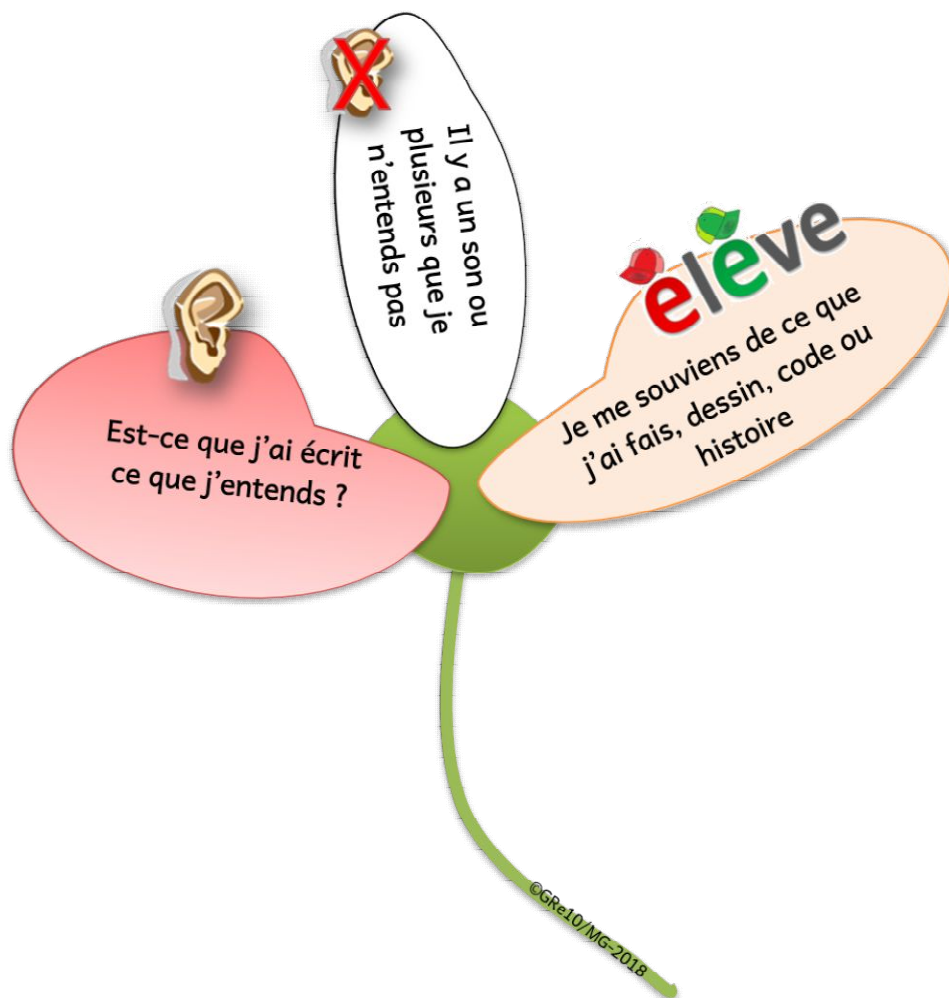 Il y a un son ou
plusieurs que je
n'entends pas
élève
Je me souviens de ce que
j'ai fais, dessin, code ou
histoire
Est-ce que j'ai écrit
ce que j'entends ?
©GRe10/MG-2018